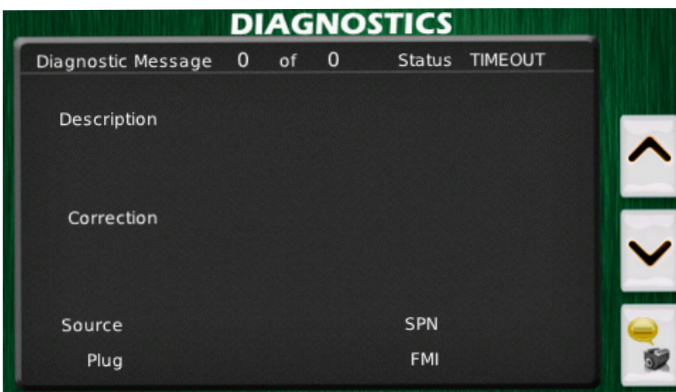 DIAGNOSTICS
Diagnostic Message 0 of 0 Status TIMEOUT
Description
Correction
Source SPN
Plug FMI